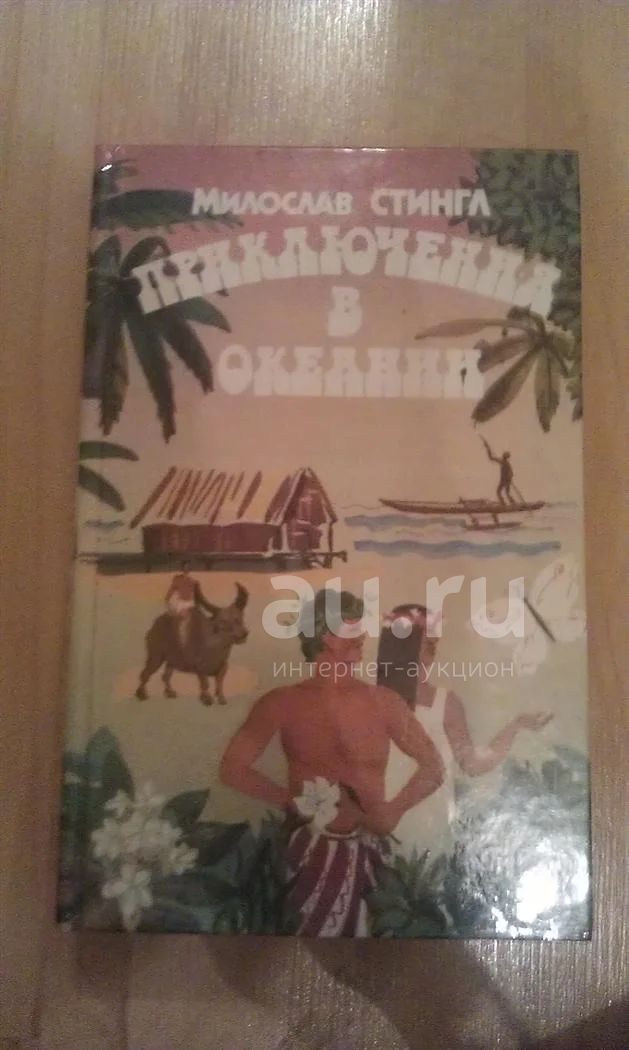 Милослав Стингл
ПРИКЛЮЧЕНИЯ
В
ОКЕАНИИ
au.ru
интернет-аукцион